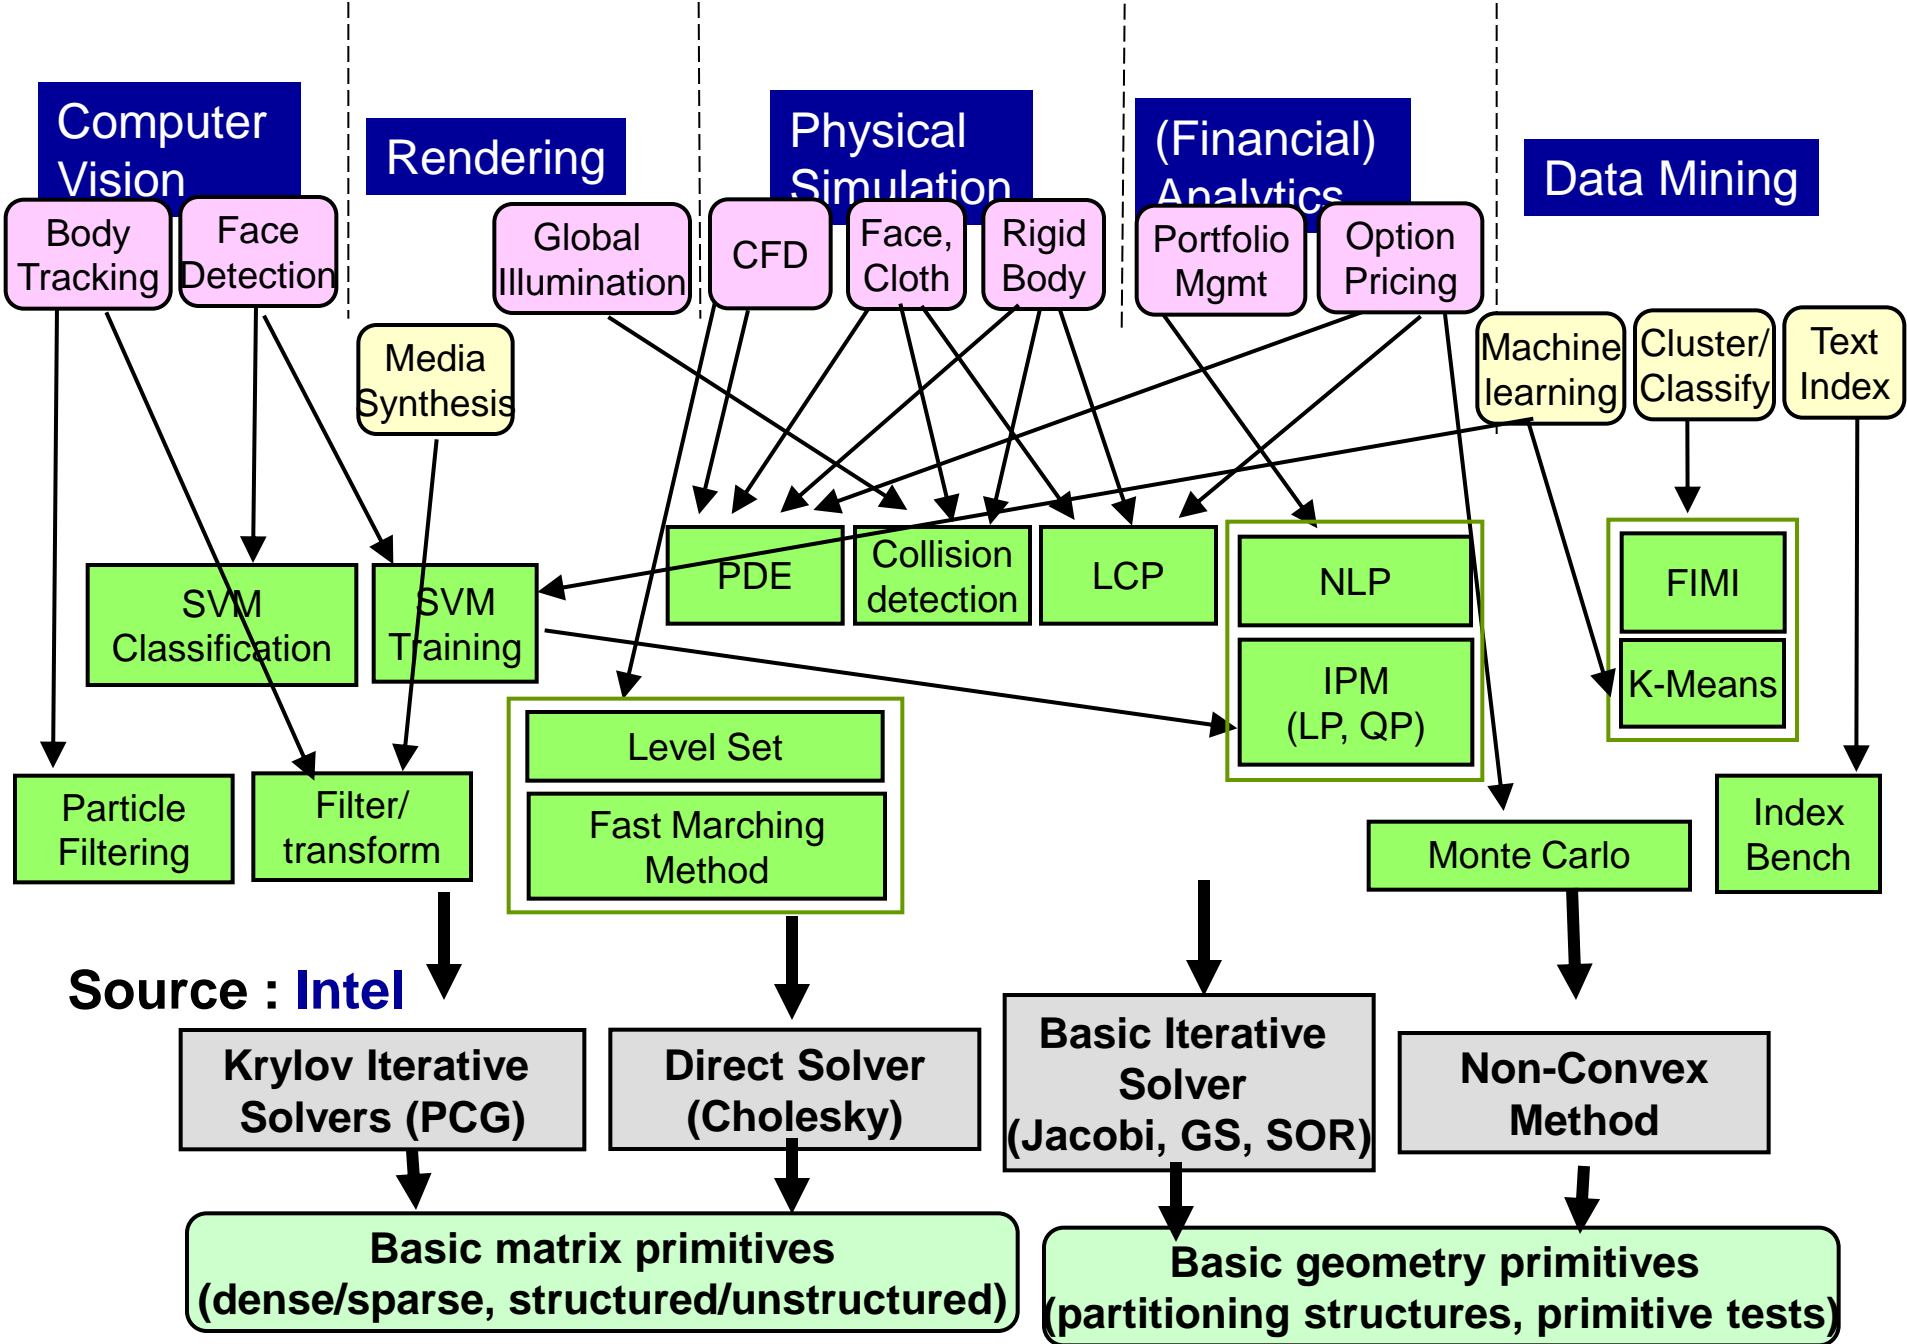 Computer
Vision
Rendering
Physical
Simulation
(Financial)
Analytics
Data Mining
Body
Tracking
Face
Detection
Global
Illumination
CFD
Face,
Cloth
Rigid
Body
Portfolio
Mgmt
Option
Pricing
Media
Synthesis
Machine
learning
Cluster/
Classify
Text
Index
SVM
Classification
SVM
Training
PDE
Collision
detection
LCP
NLP
IPM
(LP, QP)
FIMI
K-Means
Level Set
Fast Marching
Method
Particle
Filtering
Filter/
transform
Monte Carlo
Index
Bench
Source : Intel
Krylov Iterative
Solvers (PCG)
Direct Solver
(Cholesky)
Basic Iterative
Solver
(Jacobi, GS, SOR)
Non-Convex
Method
Basic matrix primitives
(dense/sparse, structured/unstructured)
Basic geometry primitives
(partitioning structures, primitive tests)